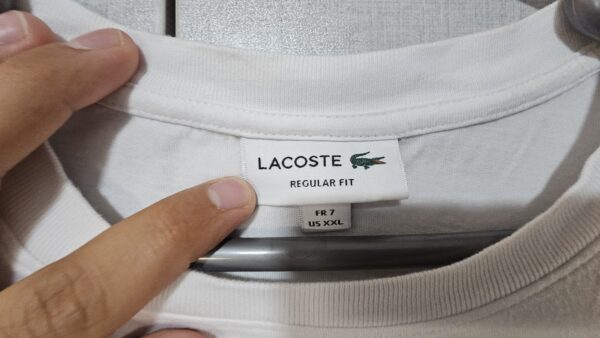 LACOSTE
REGULAR FIT
FR 7
US XXL